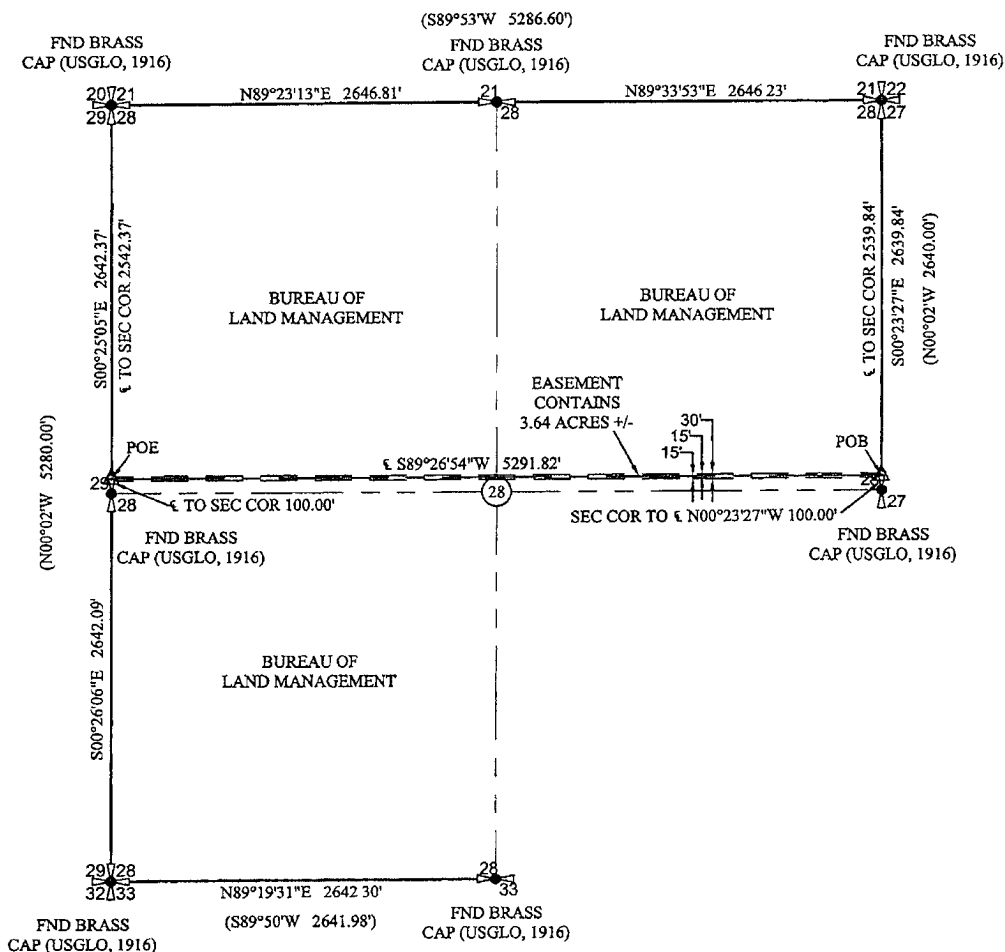 (S89°53'W 5286.60')
FND BRASS
CAP (USGLO, 1916)
FND BRASS
CAP (USGLO, 1916)
FND BRASS
CAP (USGLO, 1916)
20 21
29 28
N89°23'13"E 2646.81'
21
28
N89°33'53"E 2646 23'
21 22
28 27
S00°25'05"E 2642.37'
℄ TO SEC COR 2542.37'
BUREAU OF
LAND MANAGEMENT
BUREAU OF
LAND MANAGEMENT
℄ TO SEC COR 2539.84'
S00°23'27"E 2639.84'
(N00°02'W 2640.00')
EASEMENT
CONTAINS
3.64 ACRES +/-
30'
15'
15'
POE
POB
℄ S89°26'54"W 5291.82'
29
28
℄ TO SEC COR 100.00'
28
SEC COR TO ℄ N00°23'27"W 100.00'
28
27
(N00°02'W 5280.00')
FND BRASS
CAP (USGLO, 1916)
FND BRASS
CAP (USGLO, 1916)
S00°26'06"E 2642.09'
BUREAU OF
LAND MANAGEMENT
29 28
32 33
N89°19'31"E 2642 30'
(S89°50'W 2641.98')
28
33
FND BRASS
CAP (USGLO, 1916)
FND BRASS
CAP (USGLO, 1916)